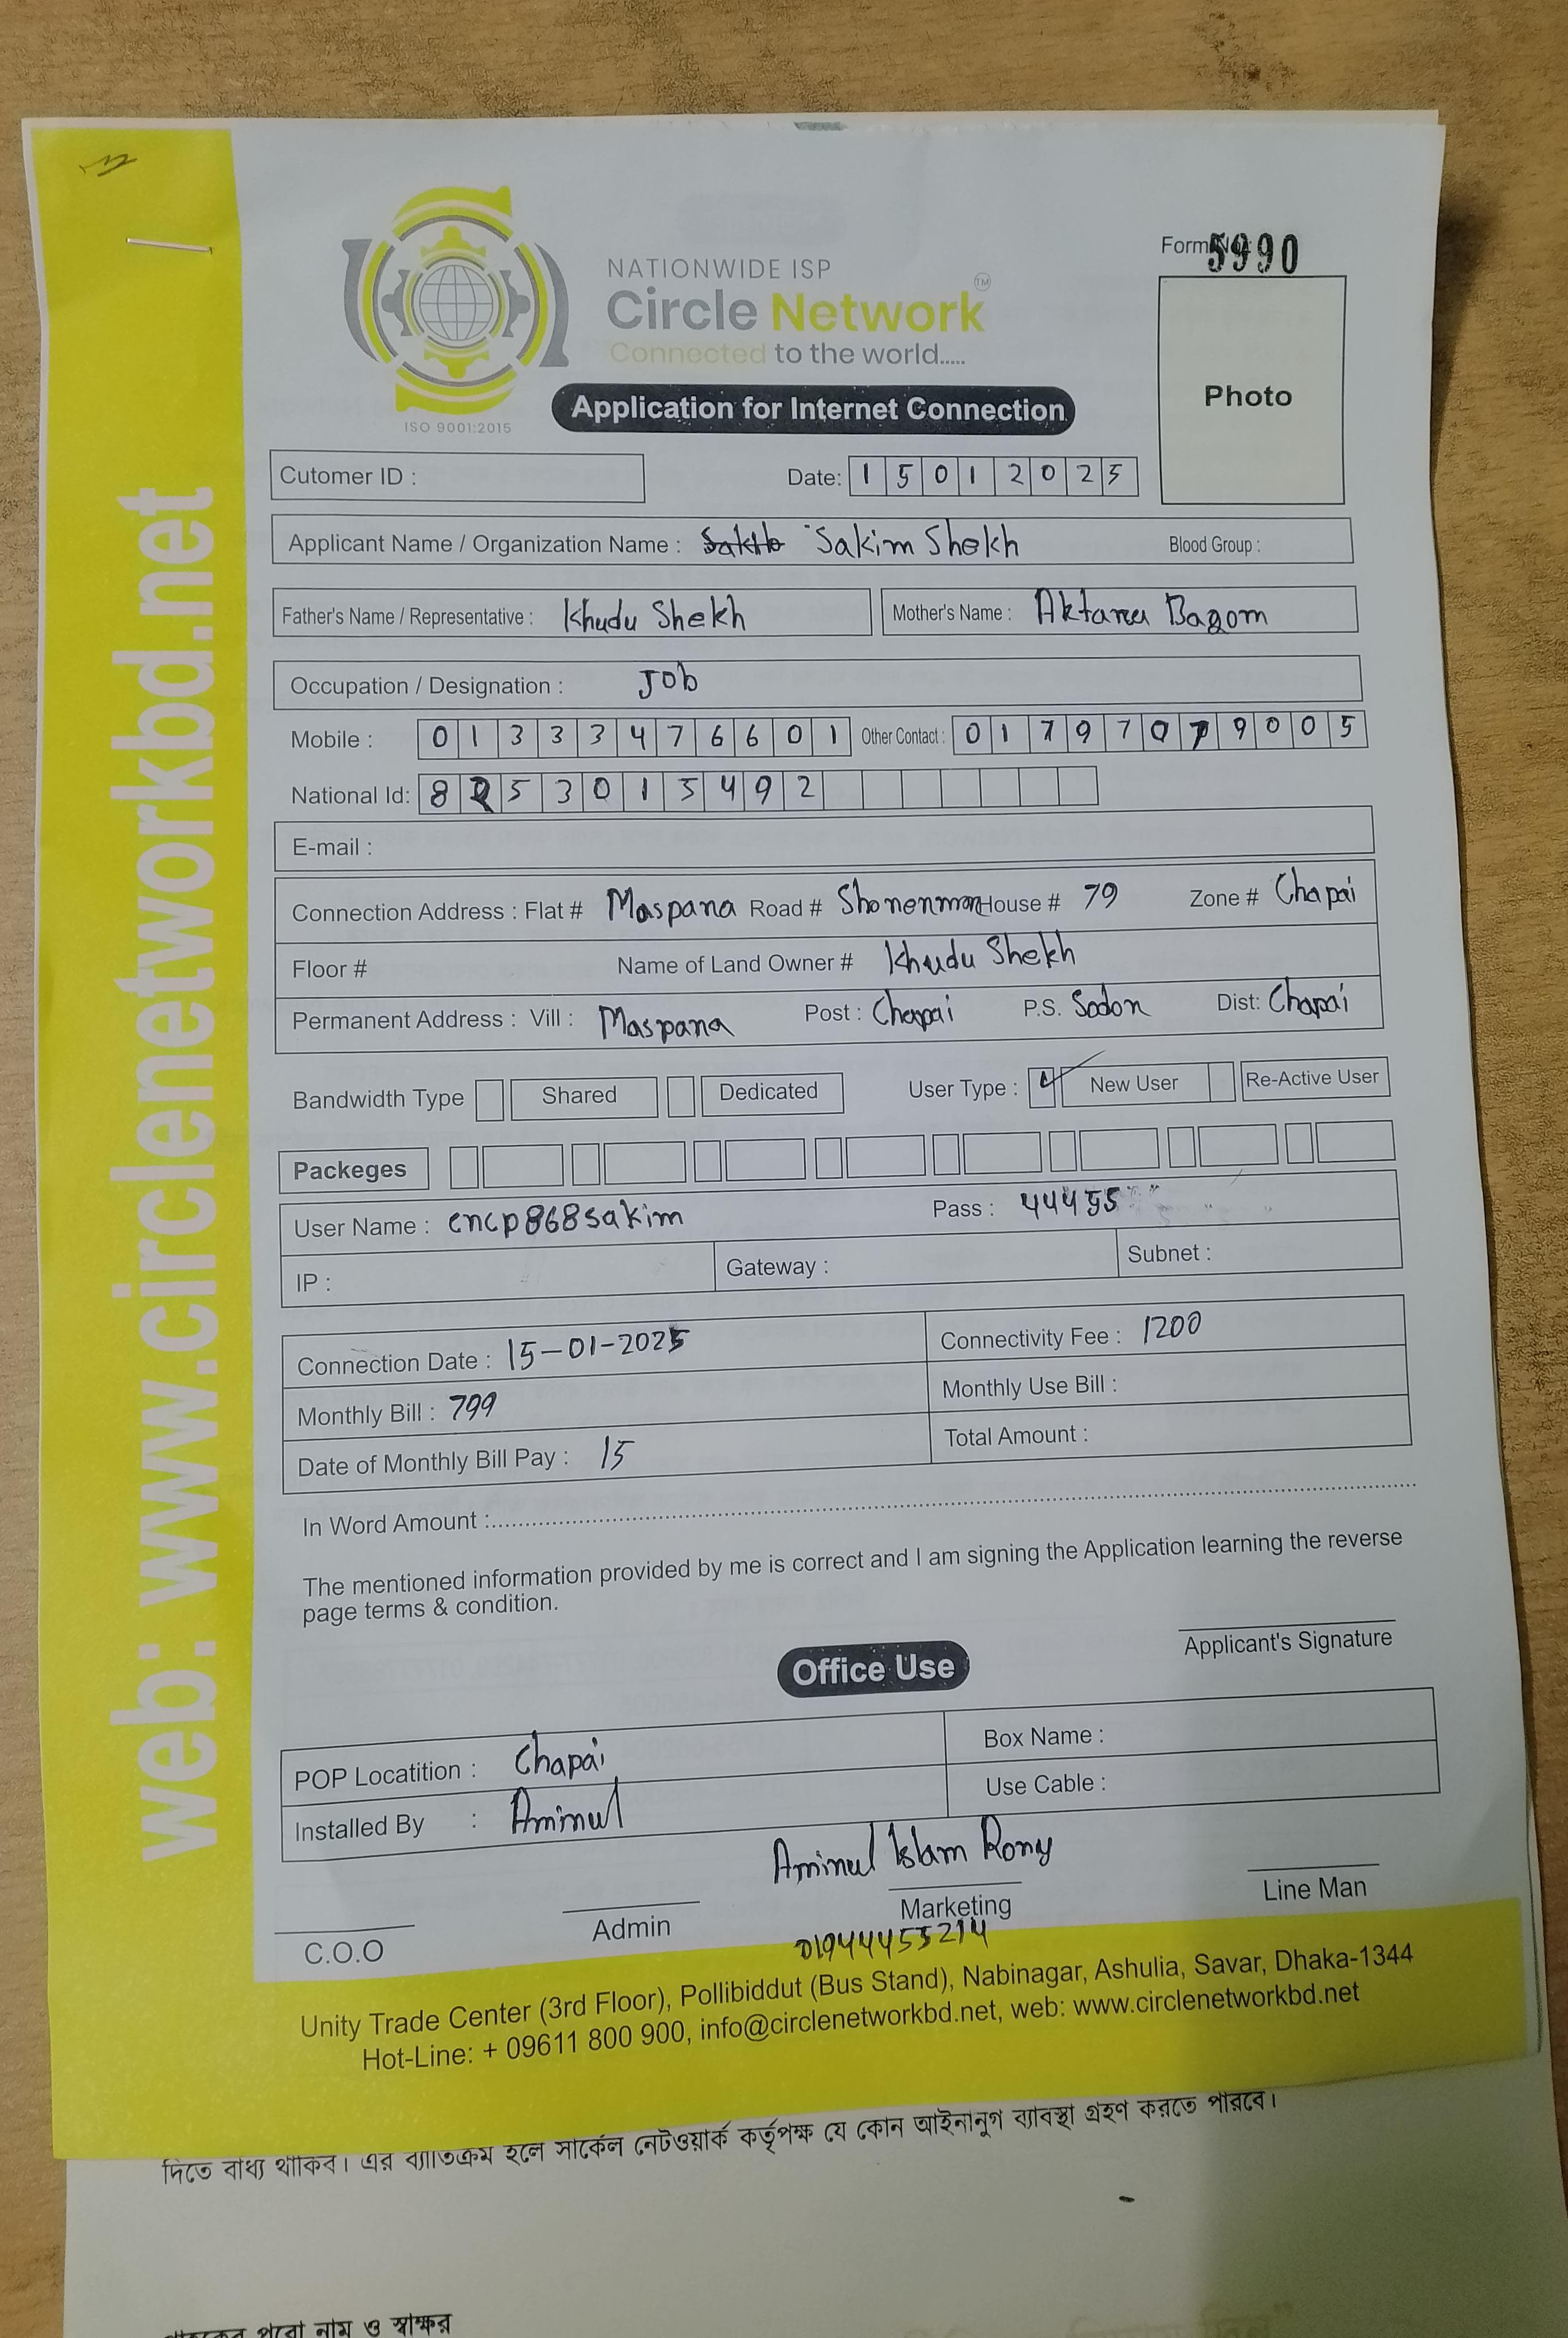 Form No: 5990
NATIONWIDE ISP
Circle Network TM
Connected to the world.....
ISO 9001:2015
Application for Internet Connection
Photo
Cutomer ID :
Date: 15012025
Applicant Name / Organization Name : Sakim Shekh Blood Group :
Father's Name / Representative : Khudu Shekh Mother's Name : Aktara Bagom
Occupation / Designation : Job
Mobile : 01333476601 Other Contact : 01797079005
National Id: 8253015492
E-mail :
Connection Address : Flat # Maspana Road # House # 79 Zone # Chapai
Floor # Name of Land Owner # Khudu Shekh
Permanent Address : Vill : Maspana Post : Chapai P.S. Sodon Dist: Chapai
Bandwidth Type Shared Dedicated User Type : New User Re-Active User
Packeges
User Name : cncp868sakim Pass : 44455
IP : Gateway : Subnet :
Connection Date : 15-01-2025 Connectivity Fee : 1200
Monthly Bill : 799 Monthly Use Bill :
Date of Monthly Bill Pay : 15 Total Amount :
In Word Amount :
The mentioned information provided by me is correct and I am signing the Application learning the reverse
page terms & condition.
Applicant's Signature
Office Use
POP Locatition : Chapai Box Name :
Installed By : Aminul Use Cable :
Aminul Islam Rony
C.O.O Admin Marketing Line Man
01944455214
Unity Trade Center (3rd Floor), Pollibiddut (Bus Stand), Nabinagar, Ashulia, Savar, Dhaka-1344
Hot-Line: + 09611 800 900, info@circlenetworkbd.net, web: www.circlenetworkbd.net
web: www.circlenetworkbd.net
দিতে বাধ্য থাকিব। এর ব্যতিক্রম হলে সার্কেল নেটওয়ার্ক কর্তৃপক্ষ যে কোন আইনানুগ ব্যাবস্থা গ্রহণ করতে পারবে।
নাম ও স্বাক্ষর